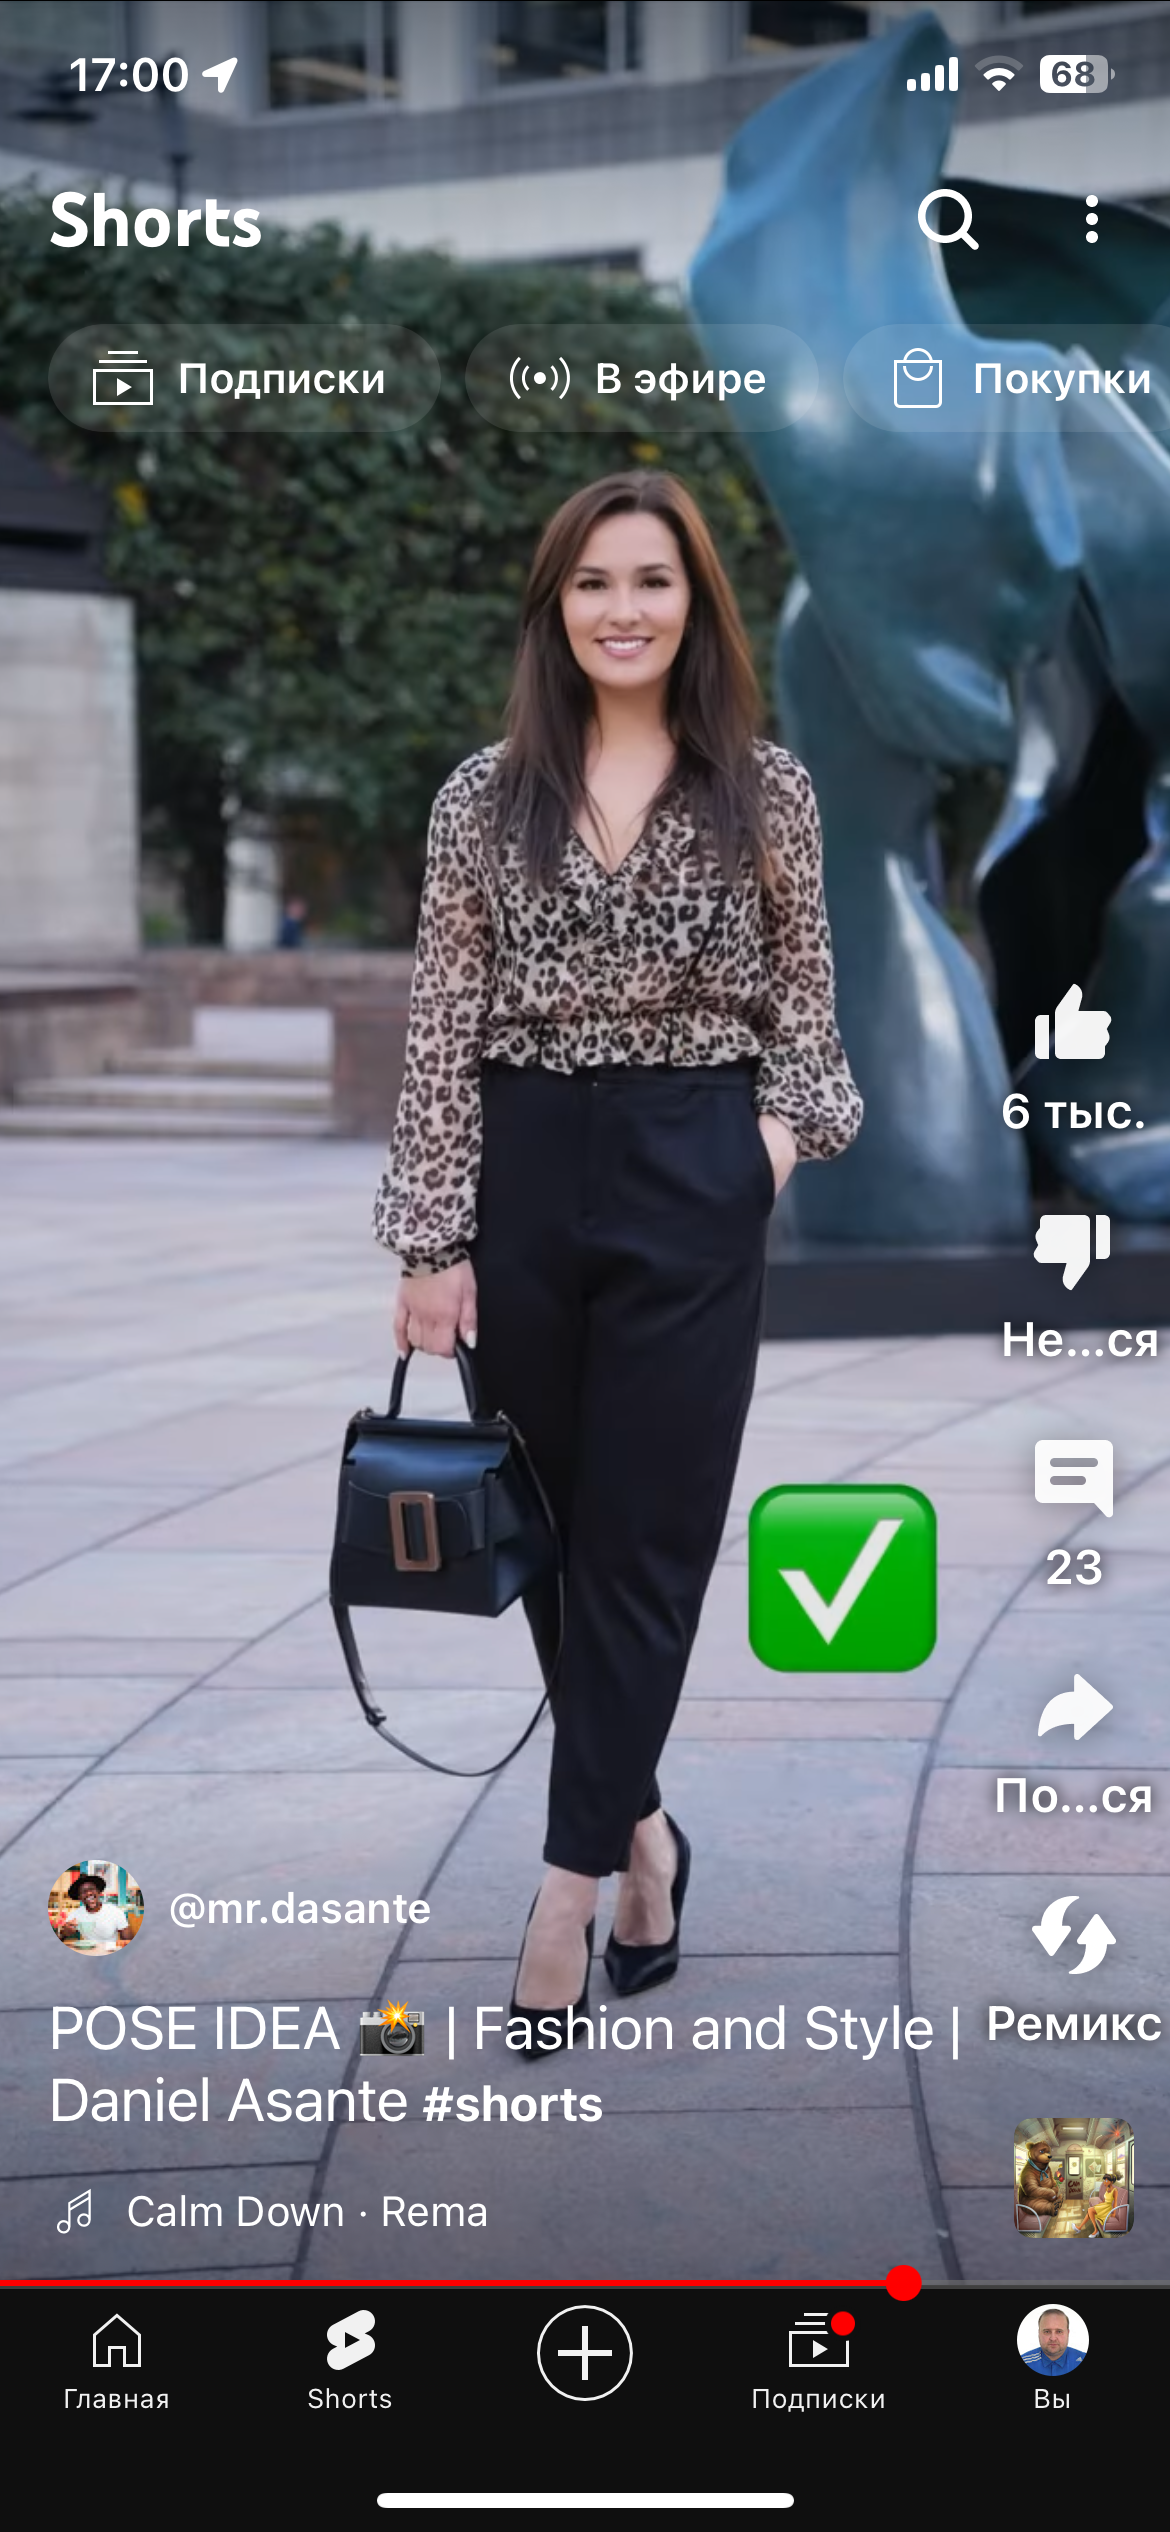 17:00
68
Shorts
Подписки
В эфире
Покупки
6 тыс.
Не...ся
23
По...ся
Ремикс
@mr.dasante
POSE IDEA 📸 | Fashion and Style |
Daniel Asante #shorts
Calm Down · Rema
Главная
Shorts
Подписки
Вы